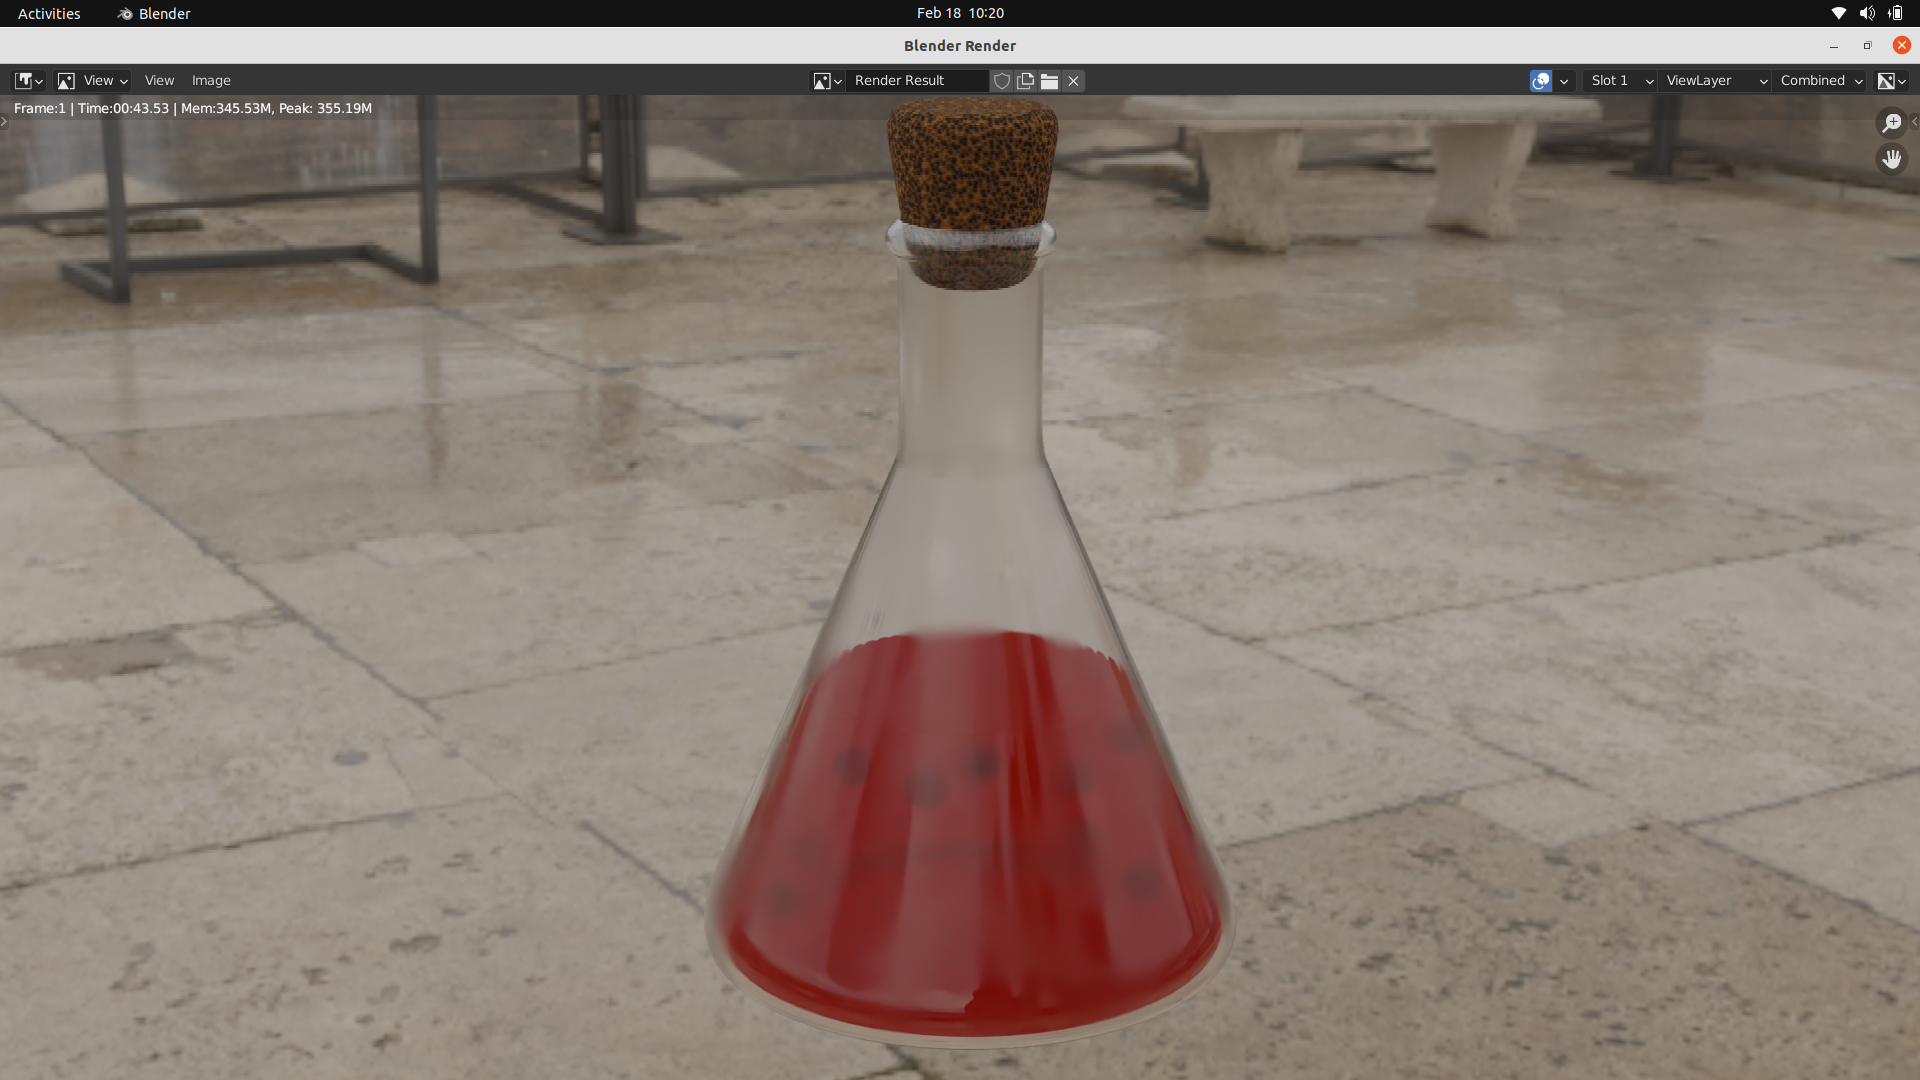 Activities Blender Feb 18 10:20
Blender Render
View View Image Render Result Slot 1 ViewLayer Combined
Frame:1 | Time:00:43.53 | Mem:345.53M, Peak: 355.19M